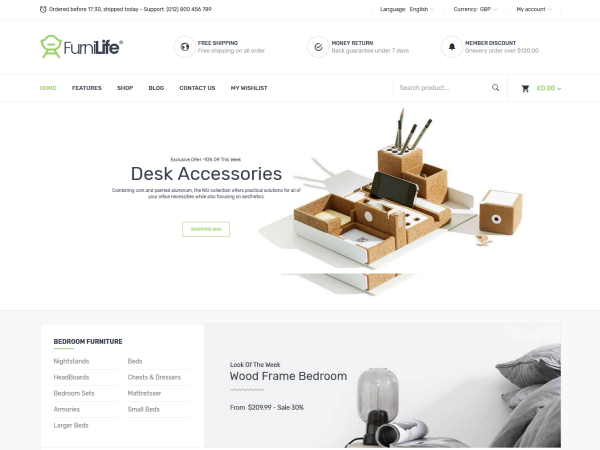 Ordered before 17:30, shipped today - Support: (012) 800 456 789
Language: English
Currency: GBP
My account
FurniLife®
FREE SHIPPING
Free shipping on all order
MONEY RETURN
Back guarantee under 7 days
MEMBER DISCOUNT
Onevery order over $120.00
HOME
FEATURES
SHOP
BLOG
CONTACT US
MY WISHLIST
Search product...
£0.00
Exclusive Offer -10% Off This Week
Desk Accessories
Combining cork and painted aluminum, the NIU collection offers practical solutions for all of
your office necessities while also focusing on aesthetics.
SHOPPING NOW
BEDROOM FURNITURE
Nightstands
Beds
HeadBoards
Chests & Dressers
Bedroom Sets
Mattretsser
Armories
Small Beds
Larger Beds
Look Of The Week
Wood Frame Bedroom
From $209.99 - Sale 30%